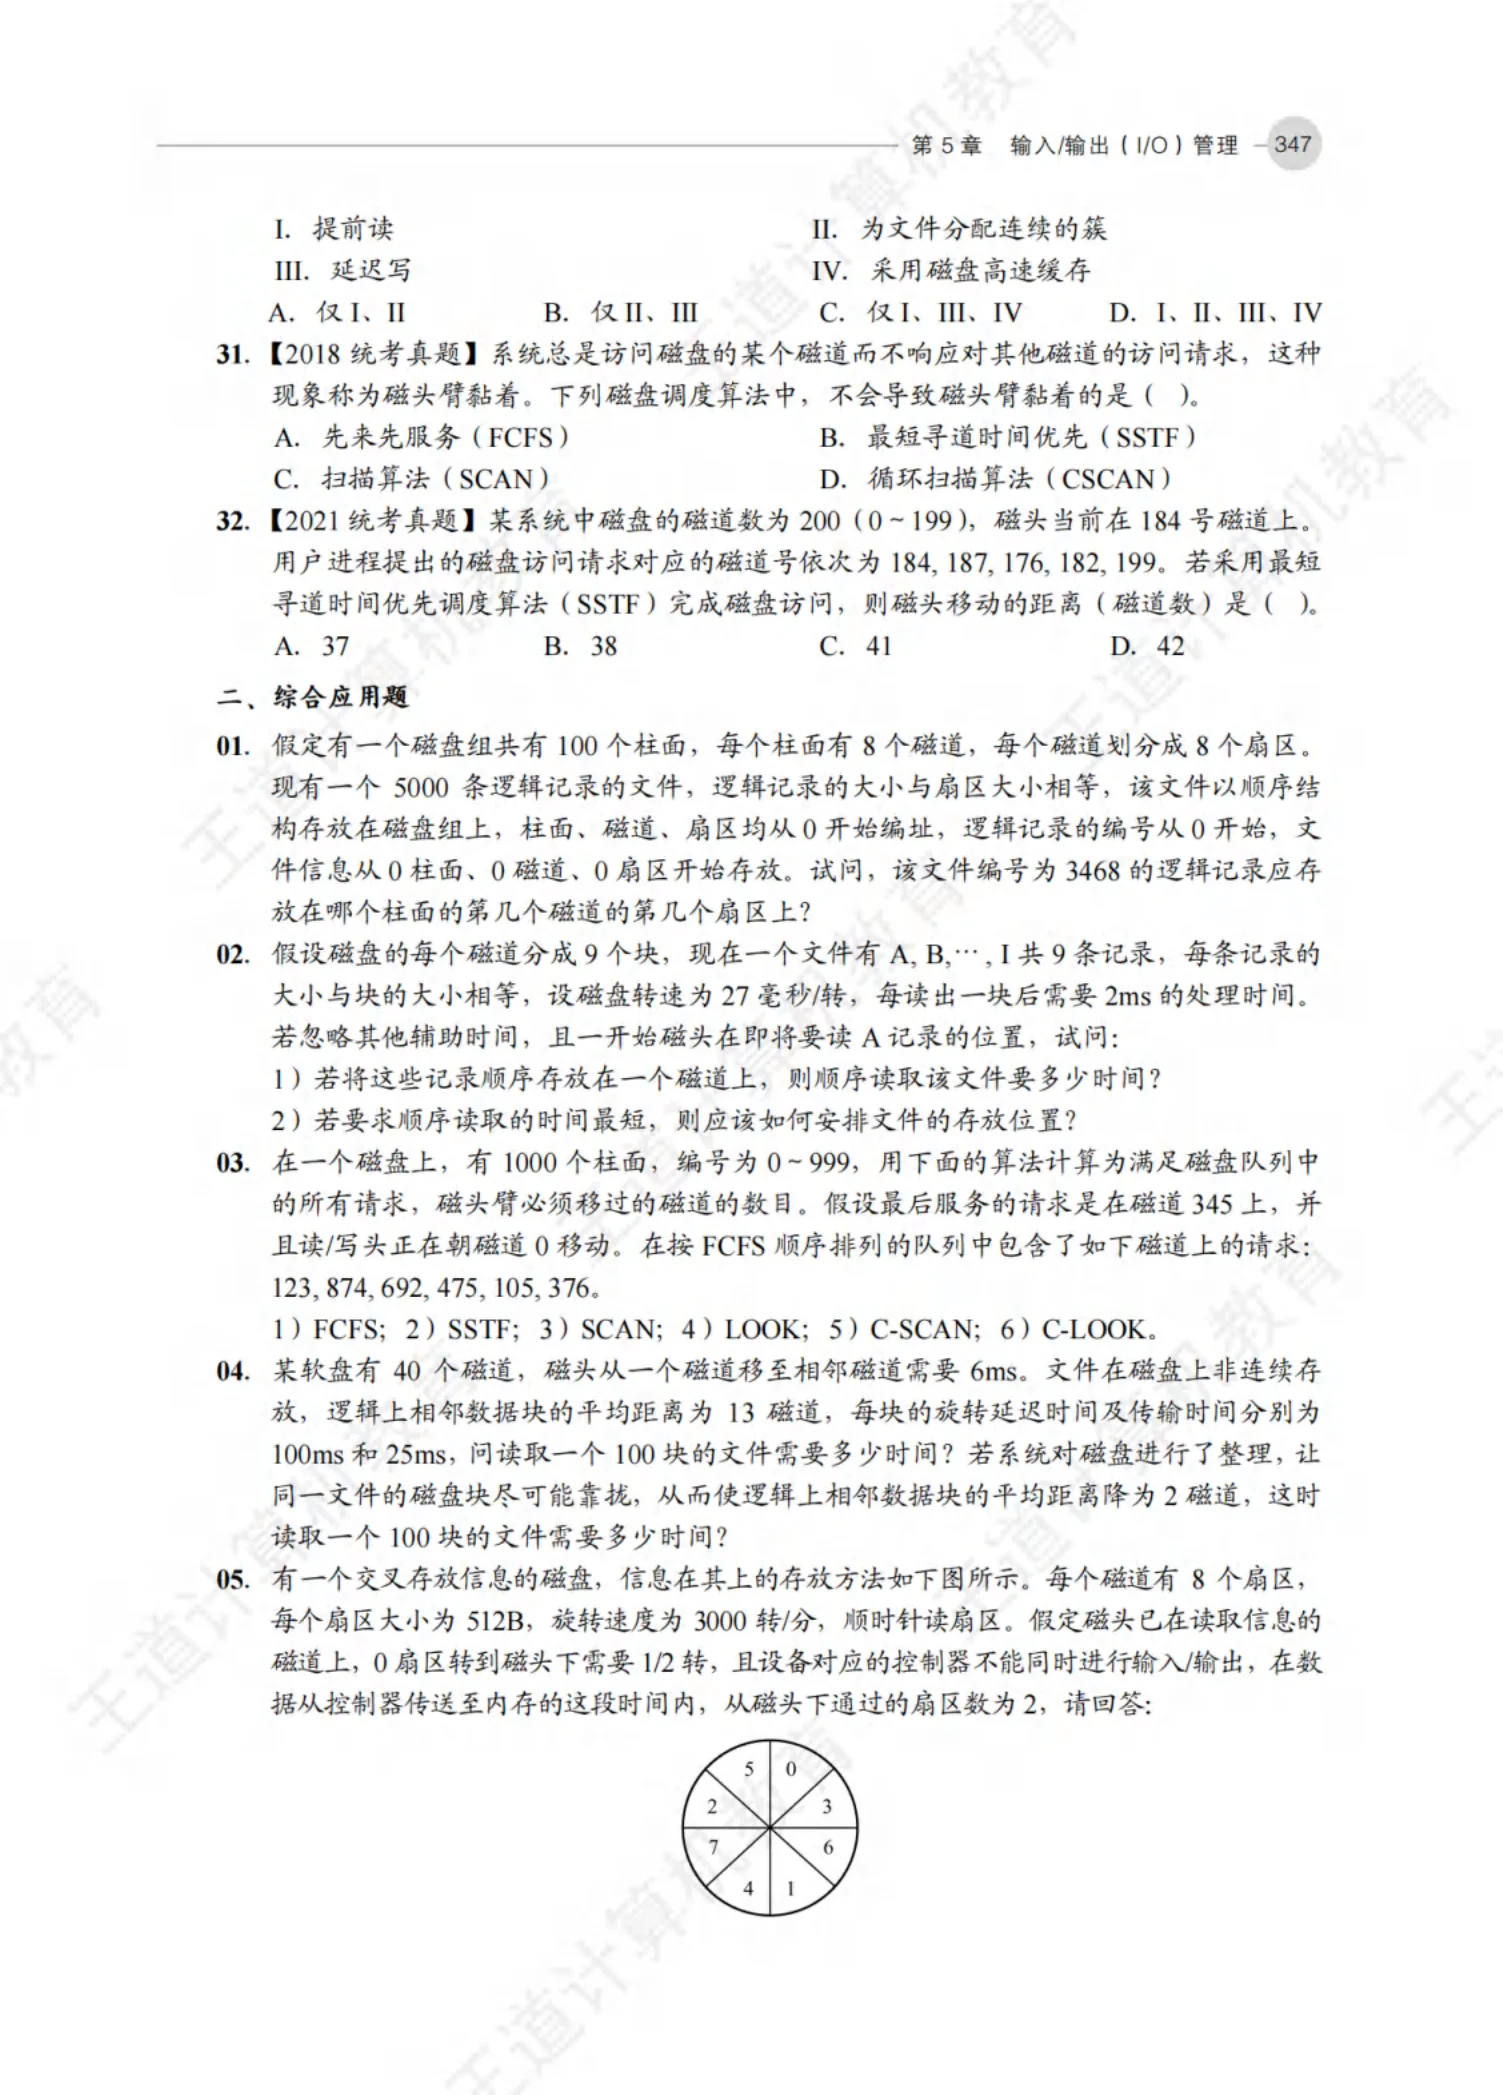 第 5 章 输入/输出（I/O）管理 347
I. 提前读 II. 为文件分配连续的簇
III. 延迟写 IV. 采用磁盘高速缓存
A. 仅 I、II B. 仅 II、III C. 仅 I、III、IV D. I、II、III、IV
31.【2018 统考真题】系统总是访问磁盘的某个磁道而不响应对其他磁道的访问请求，这种
现象称为磁头臂黏着。下列磁盘调度算法中，不会导致磁头臂黏着的是（ ）。
A. 先来先服务（FCFS） B. 最短寻道时间优先（SSTF）
C. 扫描算法（SCAN） D. 循环扫描算法（CSCAN）
32.【2021 统考真题】某系统中磁盘的磁道数为 200（0～199），磁头当前在 184 号磁道上。
用户进程提出的磁盘访问请求对应的磁道号依次为 184, 187, 176, 182, 199。若采用最短
寻道时间优先调度算法（SSTF）完成磁盘访问，则磁头移动的距离（磁道数）是（ ）。
A. 37 B. 38 C. 41 D. 42
二、综合应用题
01. 假定有一个磁盘组共有 100 个柱面，每个柱面有 8 个磁道，每个磁道划分成 8 个扇区。
现有一个 5000 条逻辑记录的文件，逻辑记录的大小与扇区大小相等，该文件以顺序结
构存放在磁盘组上，柱面、磁道、扇区均从 0 开始编址，逻辑记录的编号从 0 开始，文
件信息从 0 柱面、0 磁道、0 扇区开始存放。试问，该文件编号为 3468 的逻辑记录应存
放在哪个柱面的第几个磁道的第几个扇区上？
02. 假设磁盘的每个磁道分成 9 个块，现在一个文件有 A, B,… , I 共 9 条记录，每条记录的
大小与块的大小相等，设磁盘转速为 27 毫秒/转，每读出一块后需要 2ms 的处理时间。
若忽略其他辅助时间，且一开始磁头在即将要读 A 记录的位置，试问：
1）若将这些记录顺序存放在一个磁道上，则顺序读取该文件要多少时间？
2）若要求顺序读取的时间最短，则应该如何安排文件的存放位置？
03. 在一个磁盘上，有 1000 个柱面，编号为 0～999，用下面的算法计算为满足磁盘队列中
的所有请求，磁头臂必须移过的磁道的数目。假设最后服务的请求是在磁道 345 上，并
且读/写头正在朝磁道 0 移动。在按 FCFS 顺序排列的队列中包含了如下磁道上的请求：
123, 874, 692, 475, 105, 376。
1）FCFS；2）SSTF；3）SCAN；4）LOOK；5）C-SCAN；6）C-LOOK。
04. 某软盘有 40 个磁道，磁头从一个磁道移至相邻磁道需要 6ms。文件在磁盘上非连续存
放，逻辑上相邻数据块的平均距离为 13 磁道，每块的旋转延迟时间及传输时间分别为
100ms 和 25ms，问读取一个 100 块的文件需要多少时间？若系统对磁盘进行了整理，让
同一文件的磁盘块尽可能靠拢，从而使逻辑上相邻数据块的平均距离降为 2 磁道，这时
读取一个 100 块的文件需要多少时间？
05. 有一个交叉存放信息的磁盘，信息在其上的存放方法如下图所示。每个磁道有 8 个扇区，
每个扇区大小为 512B，旋转速度为 3000 转/分，顺时针读扇区。假定磁头已在读取信息的
磁道上，0 扇区转到磁头下需要 1/2 转，且设备对应的控制器不能同时进行输入/输出，在数
据从控制器传送至内存的这段时间内，从磁头下通过的扇区数为 2，请回答：
5 0
2 3
7 6
4 1
王道计算机教育